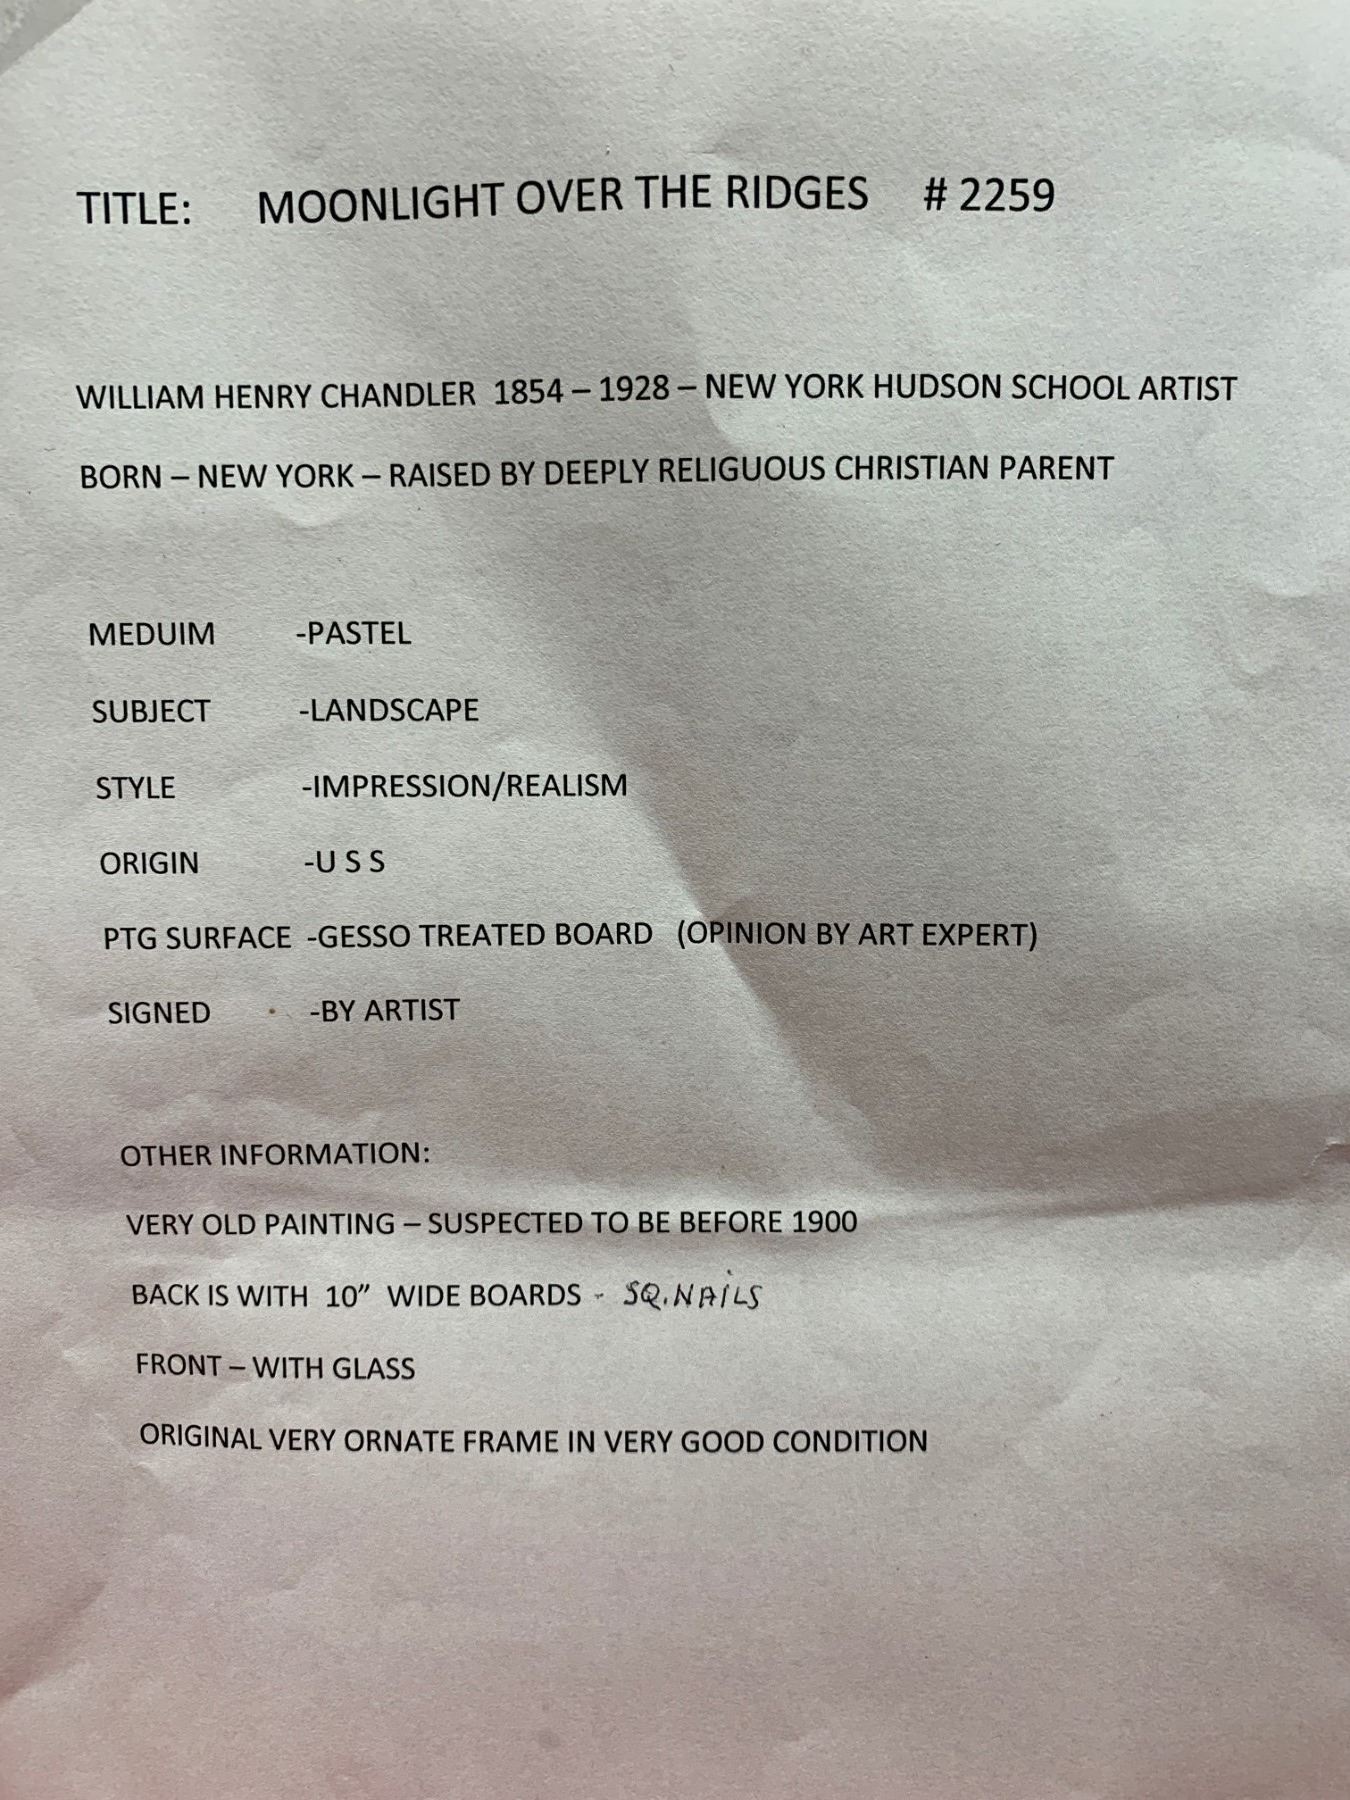 TITLE: MOONLIGHT OVER THE RIDGES # 2259
WILLIAM HENRY CHANDLER 1854 – 1928 – NEW YORK HUDSON SCHOOL ARTIST
BORN – NEW YORK – RAISED BY DEEPLY RELIGUOUS CHRISTIAN PARENT
MEDUIM -PASTEL
SUBJECT -LANDSCAPE
STYLE -IMPRESSION/REALISM
ORIGIN -U S S
PTG SURFACE -GESSO TREATED BOARD (OPINION BY ART EXPERT)
SIGNED -BY ARTIST
OTHER INFORMATION:
VERY OLD PAINTING – SUSPECTED TO BE BEFORE 1900
BACK IS WITH 10” WIDE BOARDS - SQ.NAILS
FRONT – WITH GLASS
ORIGINAL VERY ORNATE FRAME IN VERY GOOD CONDITION